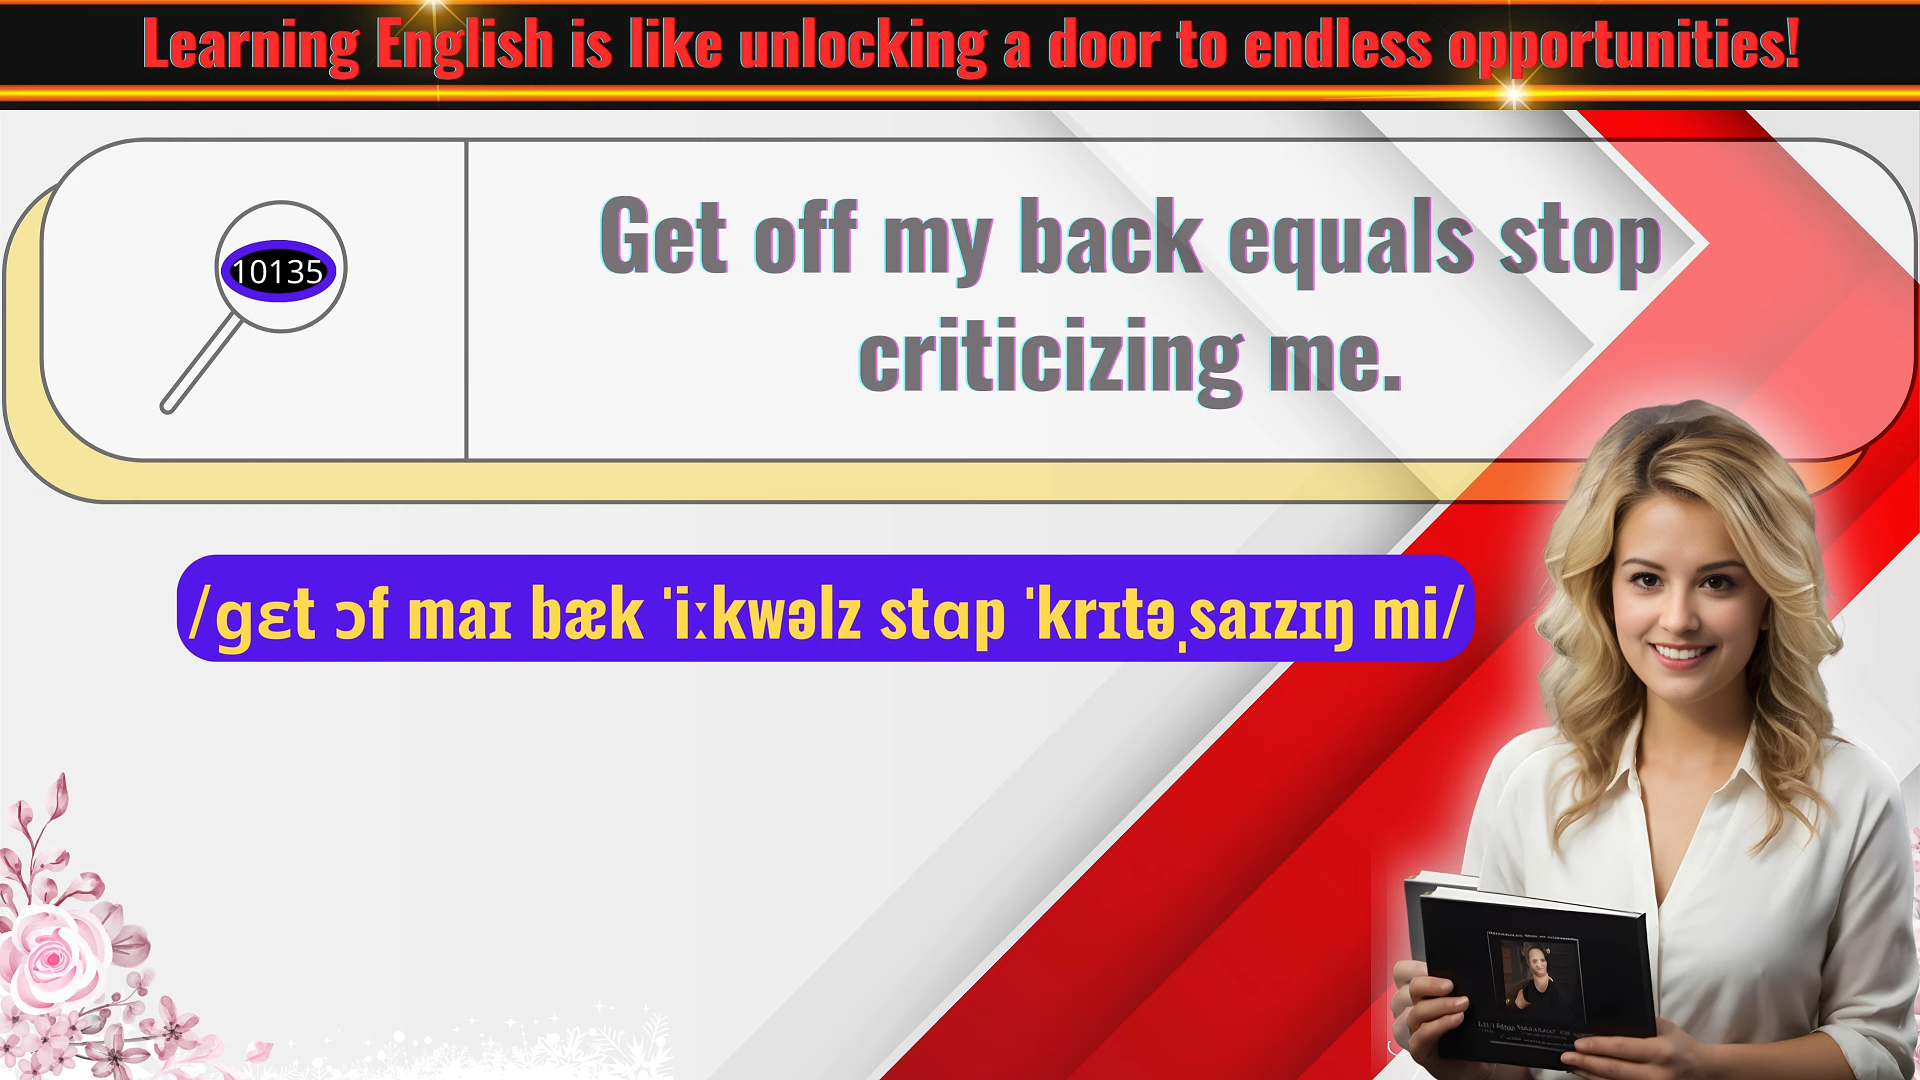 Learning English is like unlocking a door to endless opportunities!
10135
Get off my back equals stop
criticizing me.
/ɡɛt ɔf maɪ bæk ˈiːkwəlz stɑp ˈkrɪtəˌsaɪzɪŋ mi/